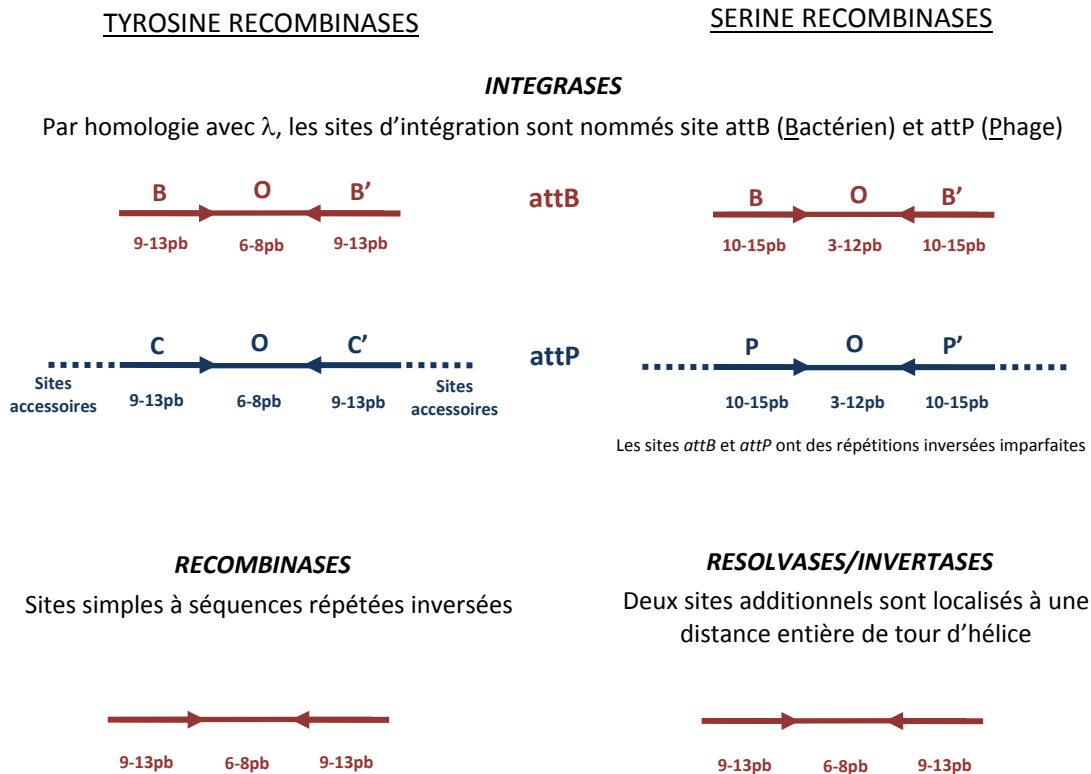 TYROSINE RECOMBINASES
SERINE RECOMBINASES
INTEGRASES
Par homologie avec λ, les sites d’intégration sont nommés site attB (Bactérien) et attP (Phage)
B O B’
attB
B O B’
9-13pb 6-8pb 9-13pb
10-15pb 3-12pb 10-15pb
C O C’
attP
P O P’
Sites accessoires
9-13pb 6-8pb 9-13pb
Sites accessoires
10-15pb 3-12pb 10-15pb
Les sites attB et attP ont des répétitions inversées imparfaites
RECOMBINASES
Sites simples à séquences répétées inversées
RESOLVASES/INVERTASES
Deux sites additionnels sont localisés à une
distance entière de tour d’hélice
9-13pb 6-8pb 9-13pb
9-13pb 6-8pb 9-13pb